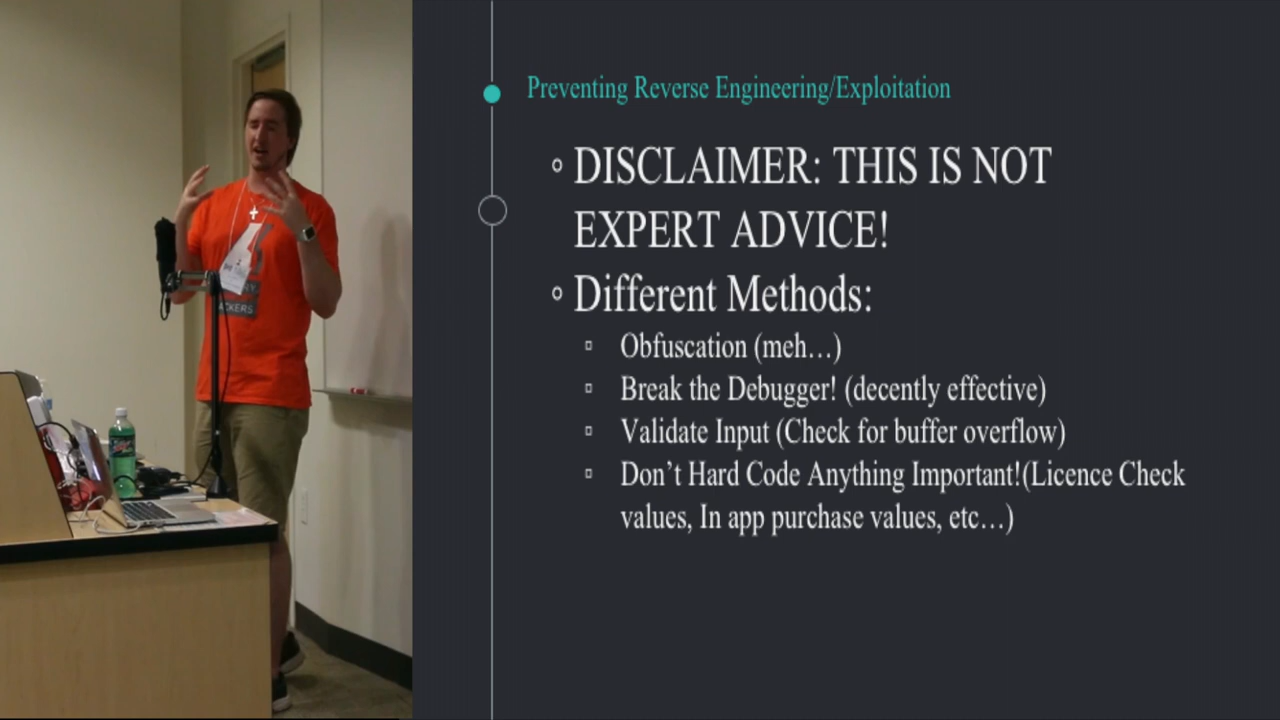 Preventing Reverse Engineering/Exploitation
DISCLAIMER: THIS IS NOT
EXPERT ADVICE!
Different Methods:
Obfuscation (meh…)
Break the Debugger! (decently effective)
Validate Input (Check for buffer overflow)
Don’t Hard Code Anything Important!(Licence Check
values, In app purchase values, etc…)